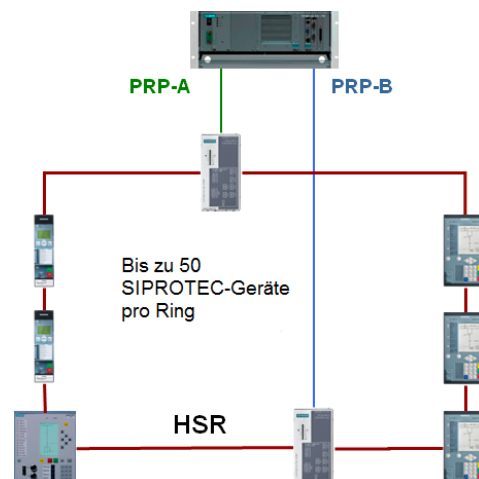 PRP-A
PRP-B
Bis zu 50
SIPROTEC-Geräte
pro Ring
HSR